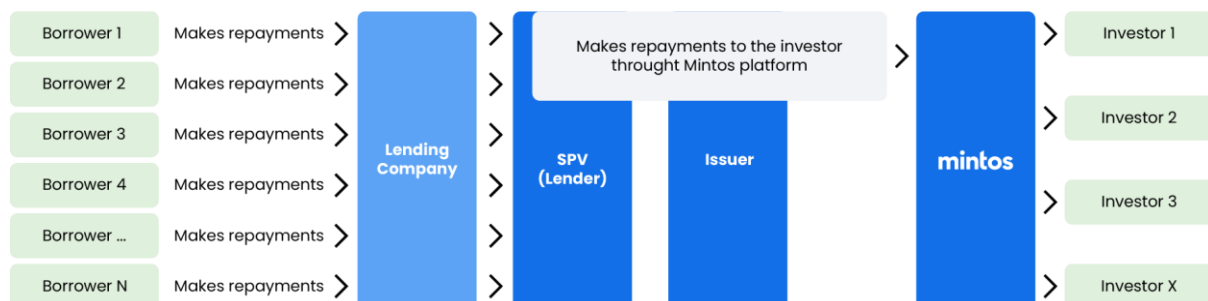 Borrower 1 Makes repayments
Borrower 2 Makes repayments
Borrower 3 Makes repayments
Borrower 4 Makes repayments
Borrower ... Makes repayments
Borrower N Makes repayments
Lending
Company
SPV
(Lender)
Makes repayments to the investor
throught Mintos platform
Issuer
mintos
Investor 1
Investor 2
Investor 3
Investor X